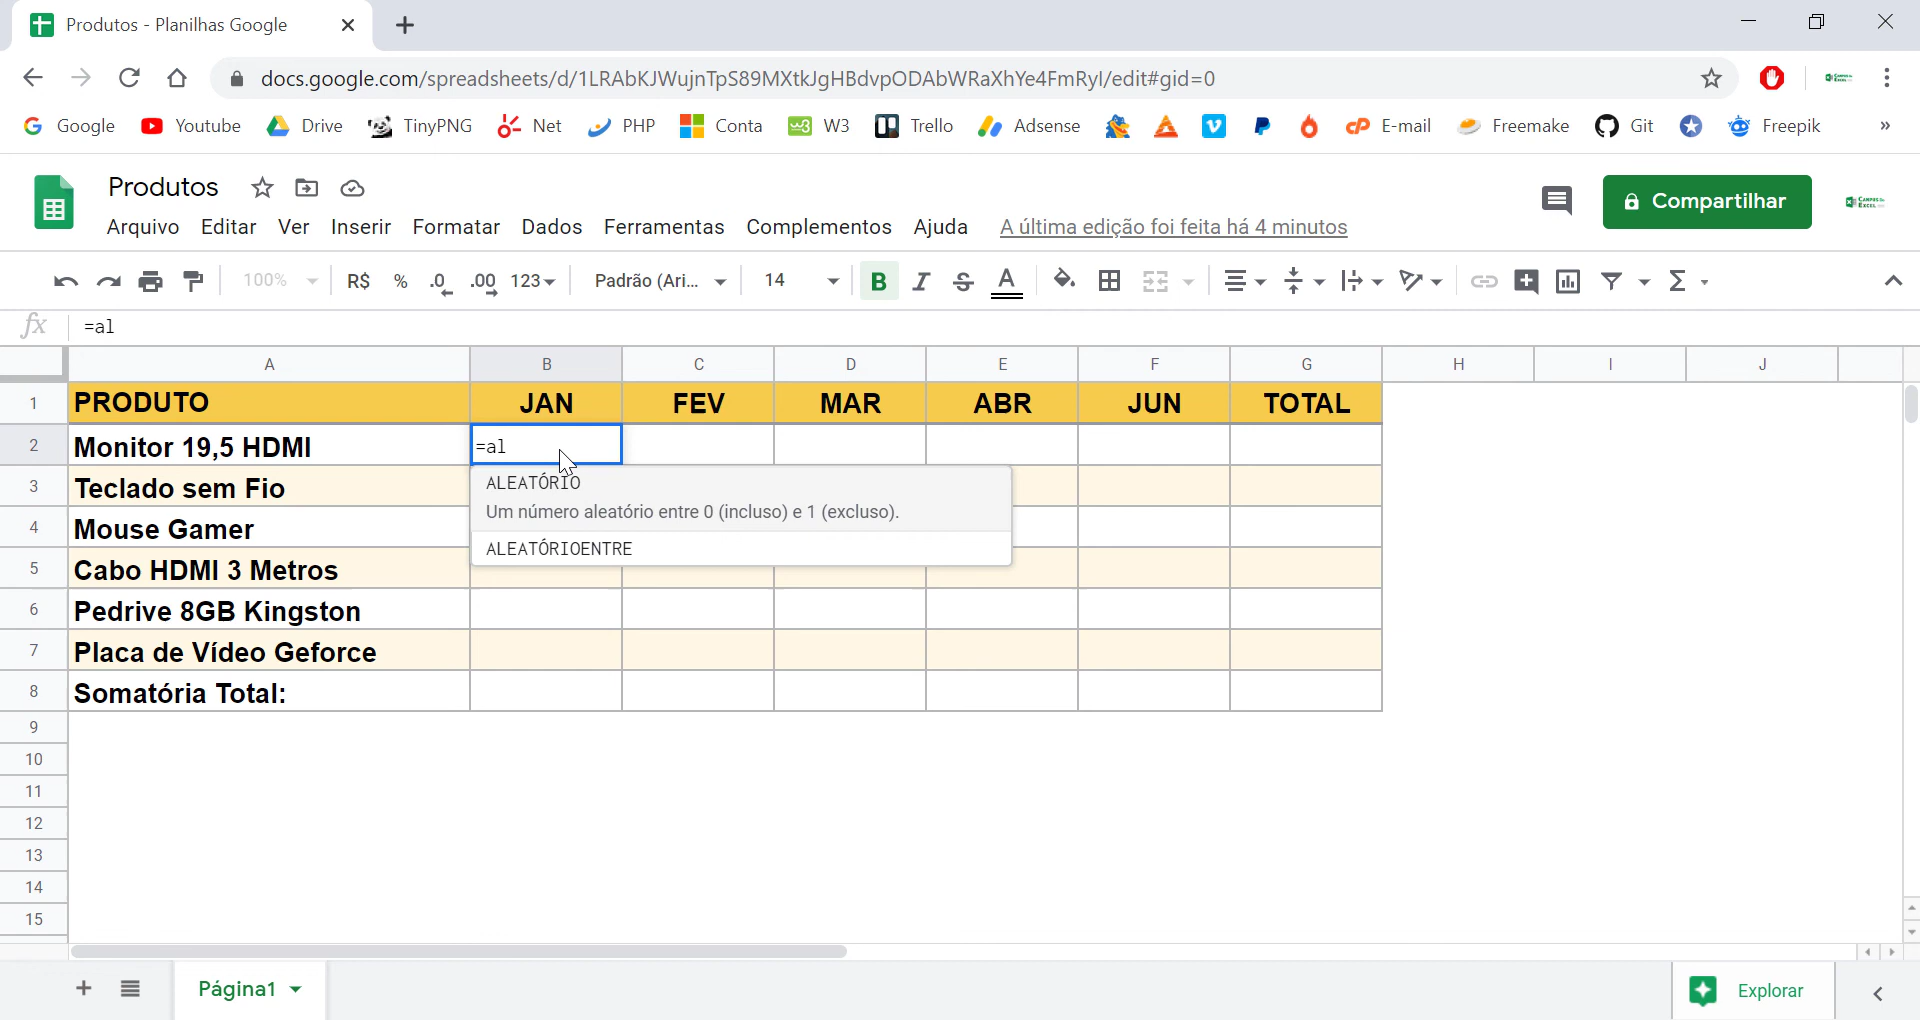 Produtos - Planilhas Google
docs.google.com/spreadsheets/d/1LRAbKJWujnTpS89MXtkJgHBdvpODAbWRaXhYe4FmRyI/edit#gid=0
Google Youtube Drive TinyPNG Net PHP Conta W3 Trello Adsense E-mail Freemake Git Freepik »
Produtos
Compartilhar
Arquivo Editar Ver Inserir Formatar Dados Ferramentas Complementos Ajuda A última edição foi feita há 4 minutos
100% R$ % .0 .00 123 Padrão (Ari... 14 B I S A Σ
fx =al
A B C D E F G H I J
1 PRODUTO JAN FEV MAR ABR JUN TOTAL
2 Monitor 19,5 HDMI =al
3 Teclado sem Fio
ALEATÓRIO
Um número aleatório entre 0 (incluso) e 1 (excluso).
4 Mouse Gamer
ALEATÓRIOENTRE
5 Cabo HDMI 3 Metros
6 Pedrive 8GB Kingston
7 Placa de Vídeo Geforce
8 Somatória Total:
9
10
11
12
13
14
15
Página1
Explorar